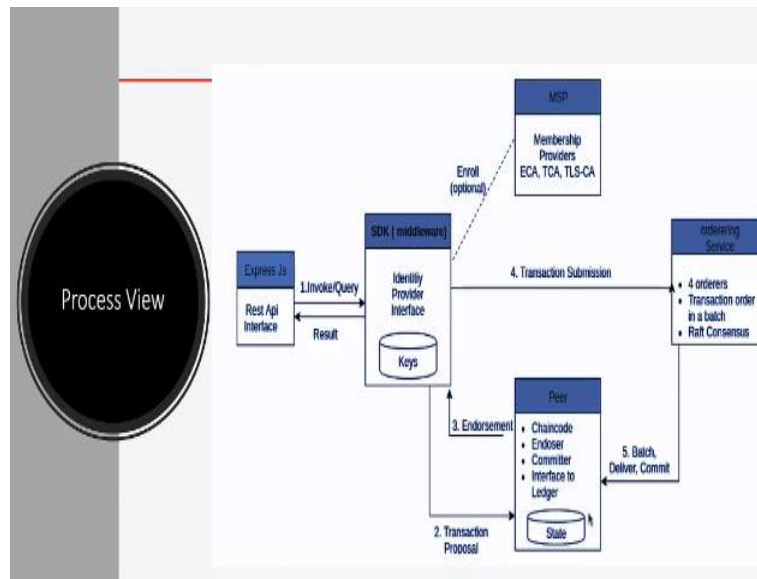 Process View
MSP
Membership
Providers
ECA, TCA, TLS-CA
Enroll
(optional)
SDK ( middleware)
Identitiy
Provider
Interface
Keys
Express Js
Rest Api
Interface
1.Invoke/Query
Result
4. Transaction Submission
orderering
Service
• 4 orderers
• Transaction order
in a batch
• Raft Consensus
3. Endorsement
Peer
• Chaincode
• Endoser
• Committer
• Interface to
Ledger
State
2. Transaction
Proposal
5. Batch,
Deliver, Commit